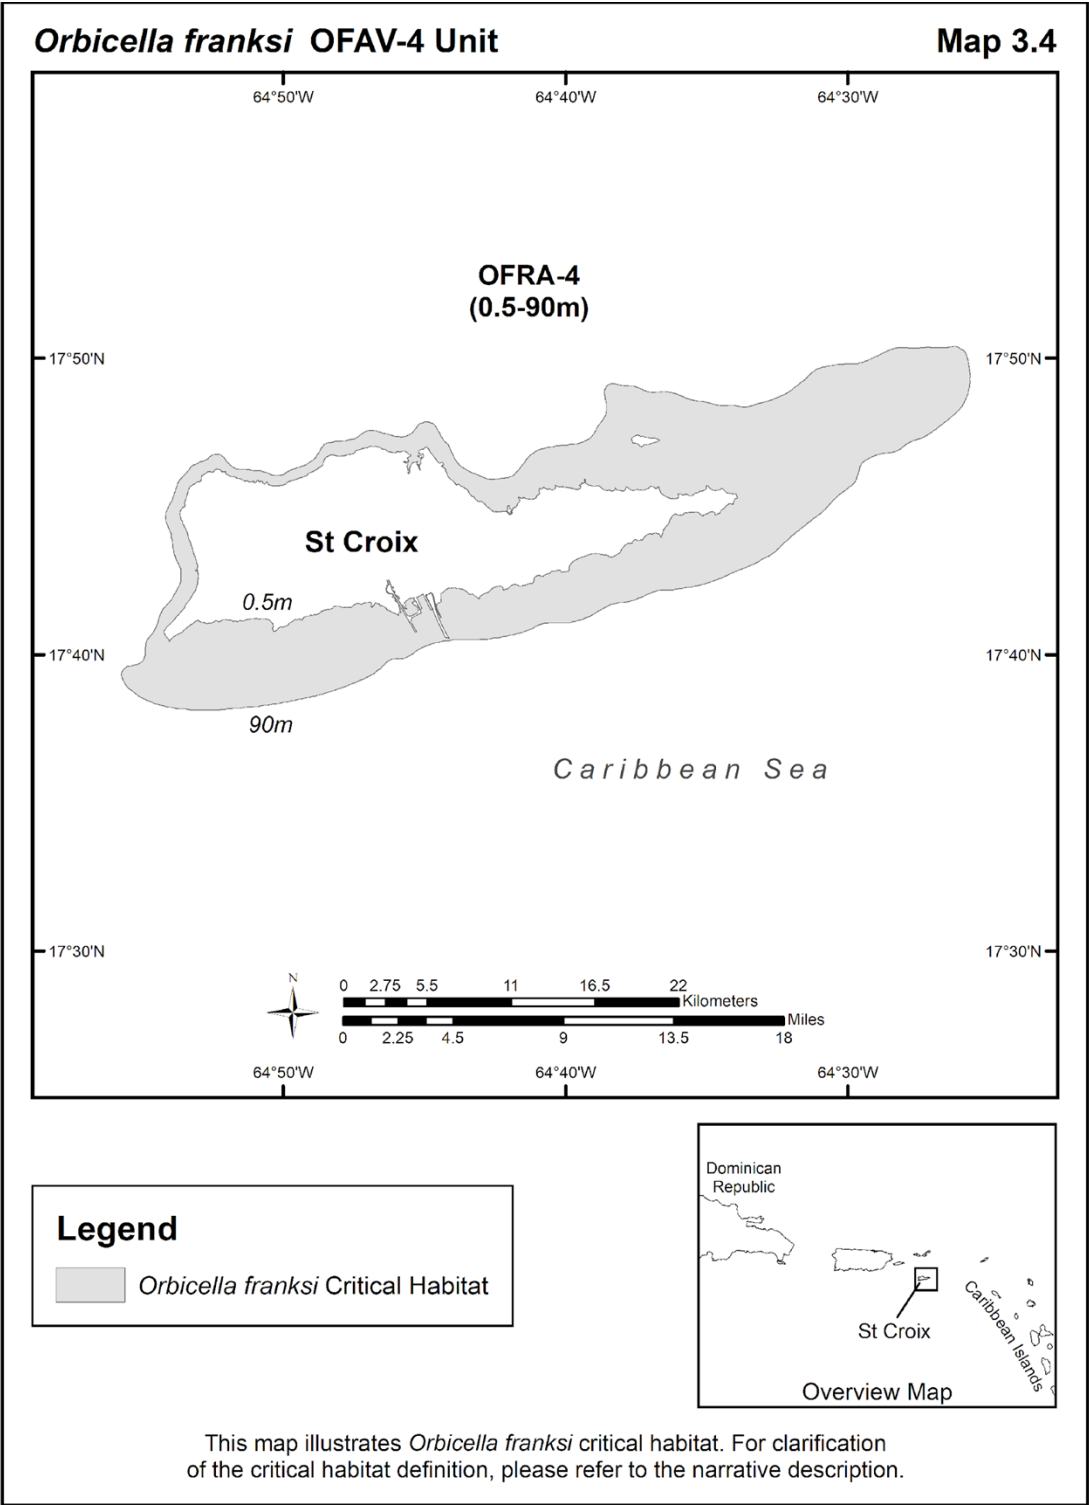 Orbicella franksi OFAV-4 Unit
Map 3.4
64°50'W
64°40'W
64°30'W
OFRA-4
(0.5-90m)
17°50'N
17°50'N
St Croix
0.5m
17°40'N
17°40'N
90m
Caribbean Sea
17°30'N
17°30'N
N
0 2.75 5.5 11 16.5 22
Kilometers
Miles
0 2.25 4.5 9 13.5 18
64°50'W
64°40'W
64°30'W
Legend
Orbicella franksi Critical Habitat
Dominican
Republic
St Croix
Caribbean Islands
Overview Map
This map illustrates Orbicella franksi critical habitat. For clarification
of the critical habitat definition, please refer to the narrative description.